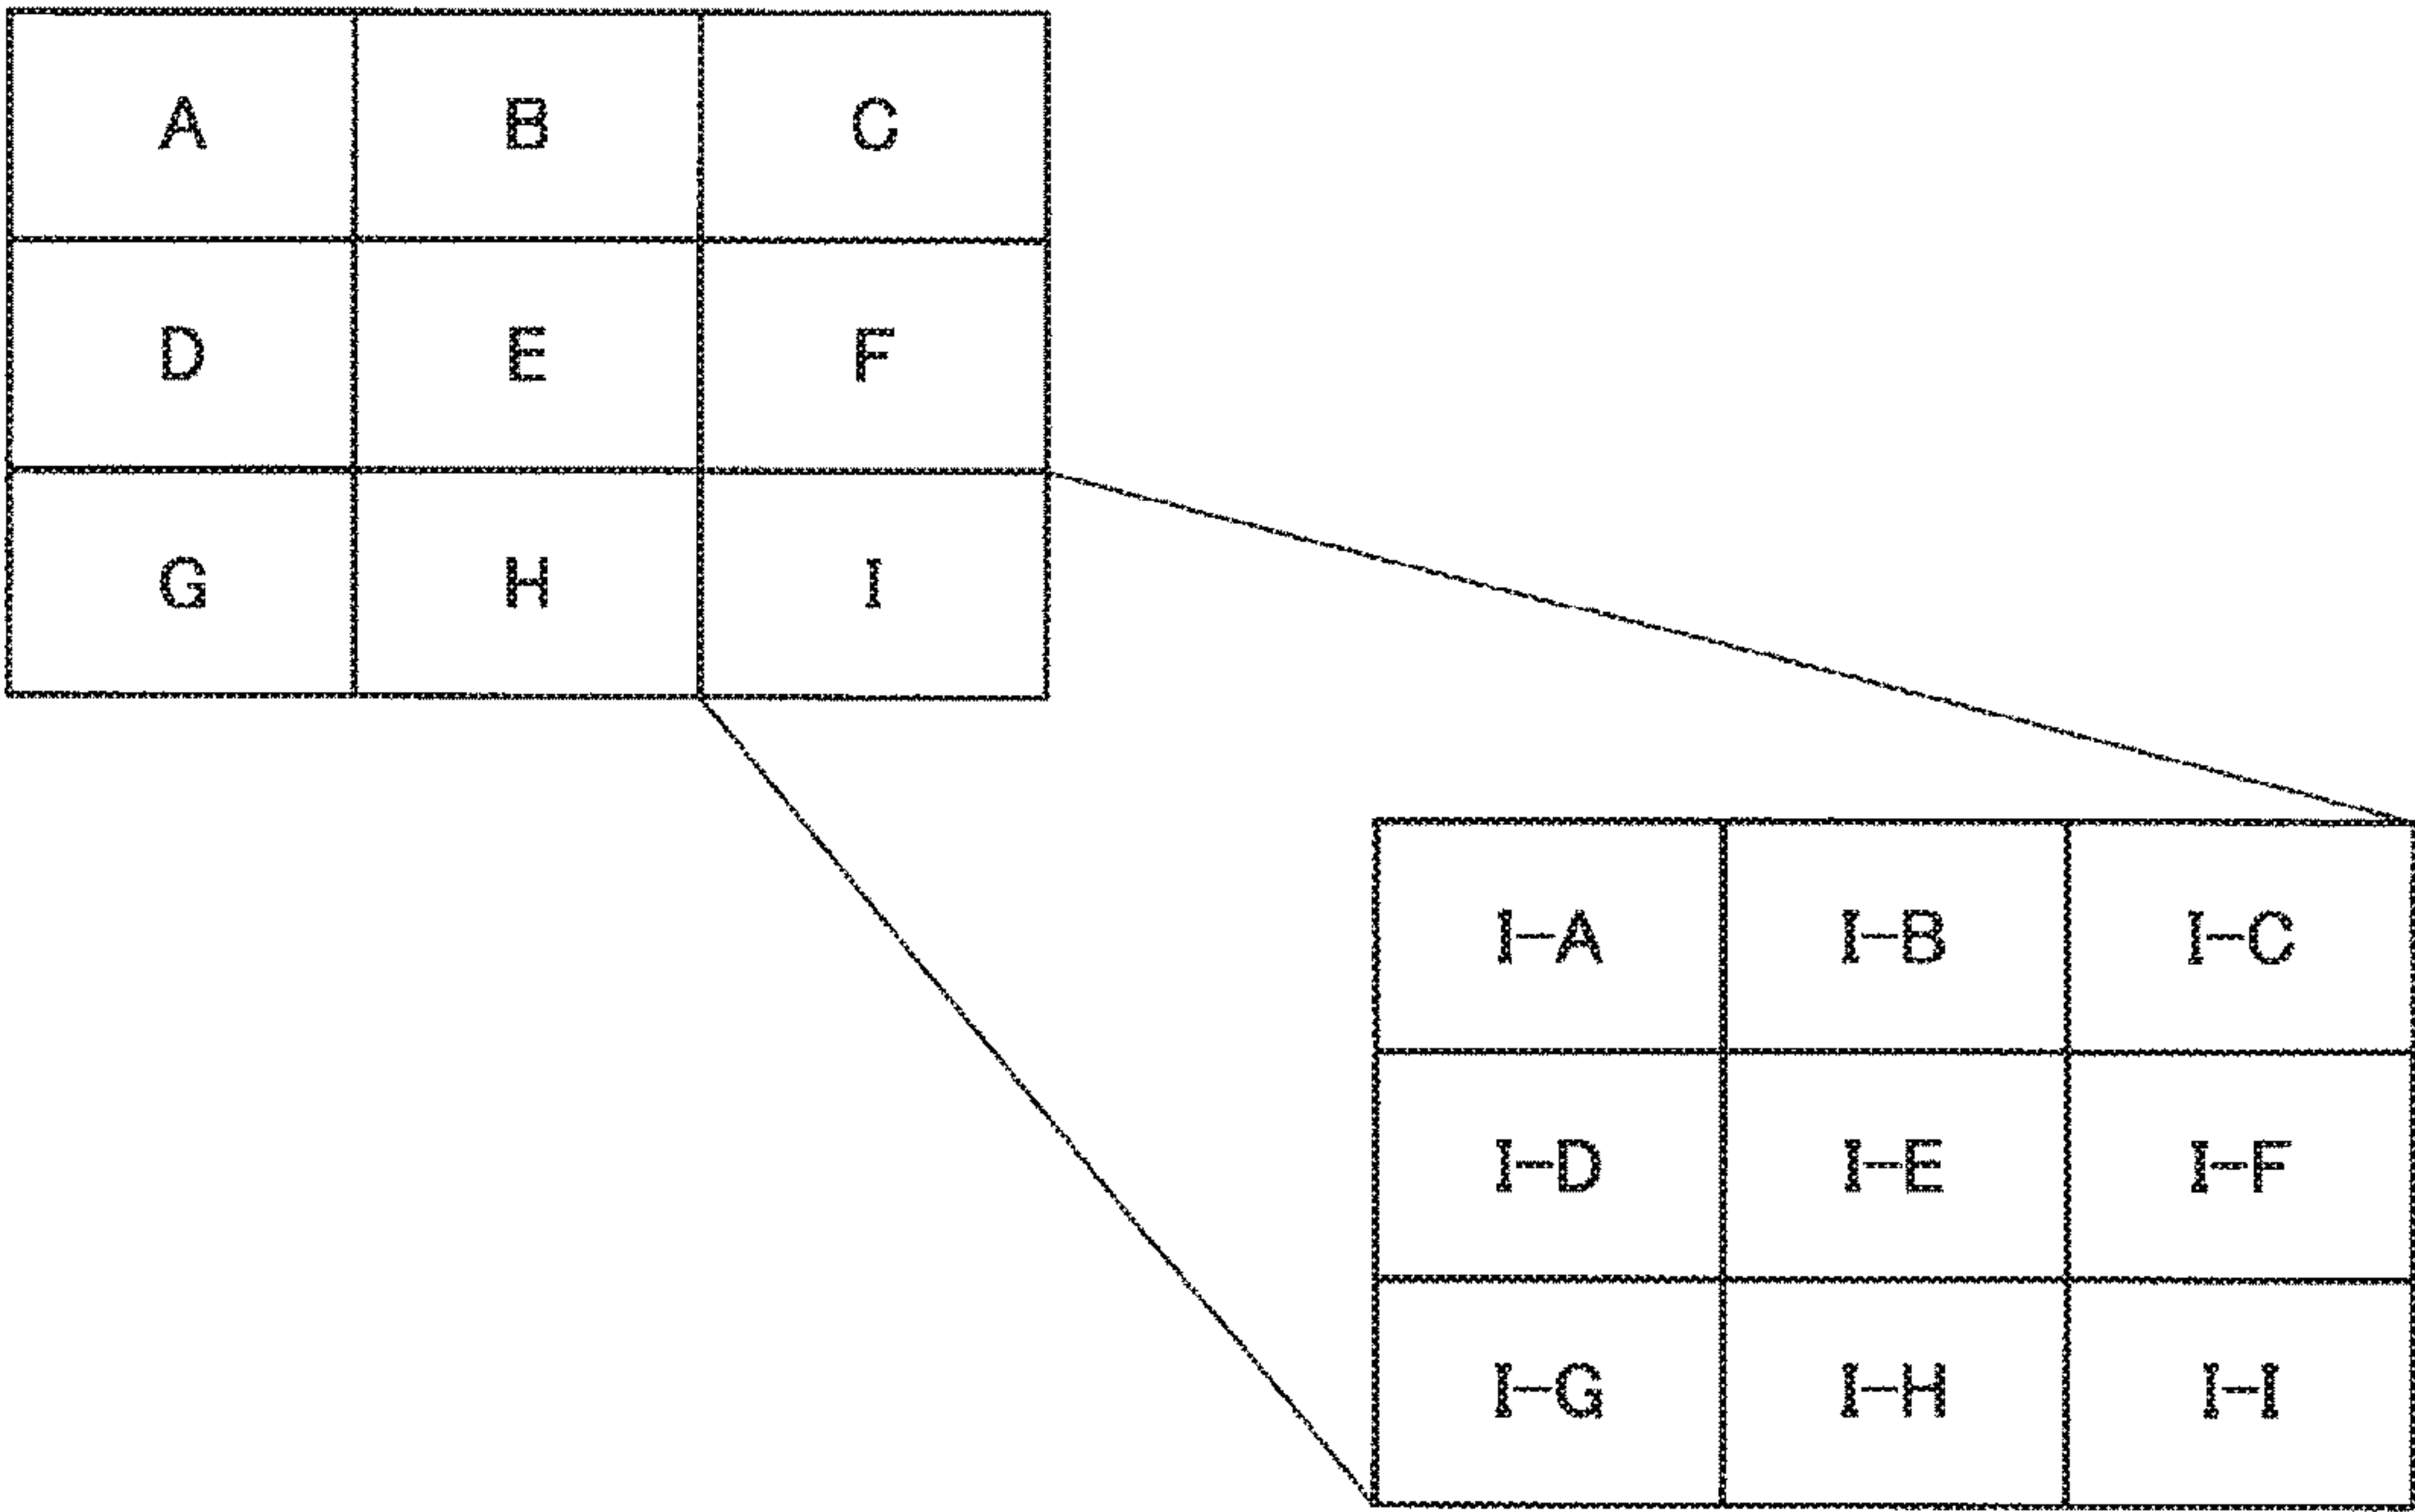 A B C
D E F
G H I
I-A I-B I-C
I-D I-E I-F
I-G I-H I-I